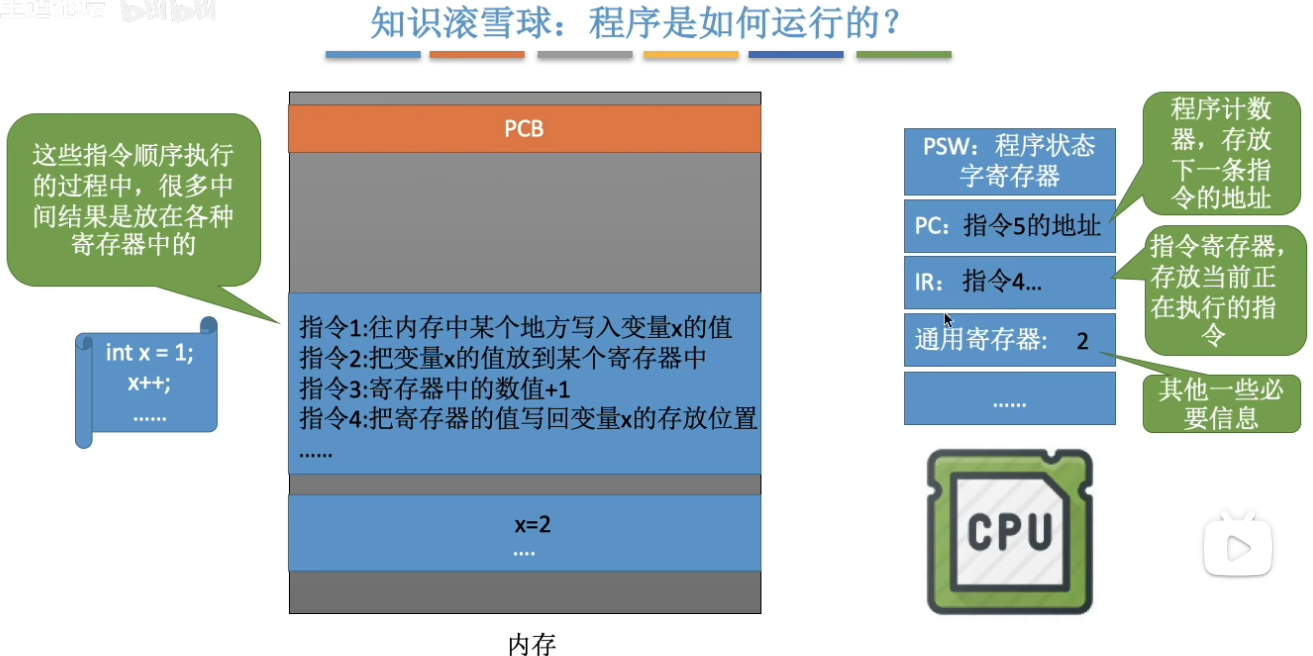 知识滚雪球：程序是如何运行的？
这些指令顺序执行
的过程中，很多中
间结果是放在各种
寄存器中的
int x = 1;
x++;
......
PCB
指令1:往内存中某个地方写入变量x的值
指令2:把变量x的值放到某个寄存器中
指令3:寄存器中的数值+1
指令4:把寄存器的值写回变量x的存放位置
......
x=2
....
内存
PSW：程序状态
字寄存器
PC：指令5的地址
IR：指令4...
通用寄存器：2
......
程序计数
器，存放
下一条指
令的地址
指令寄存器，
存放当前正
在执行的指
令
其他一些必
要信息
CPU